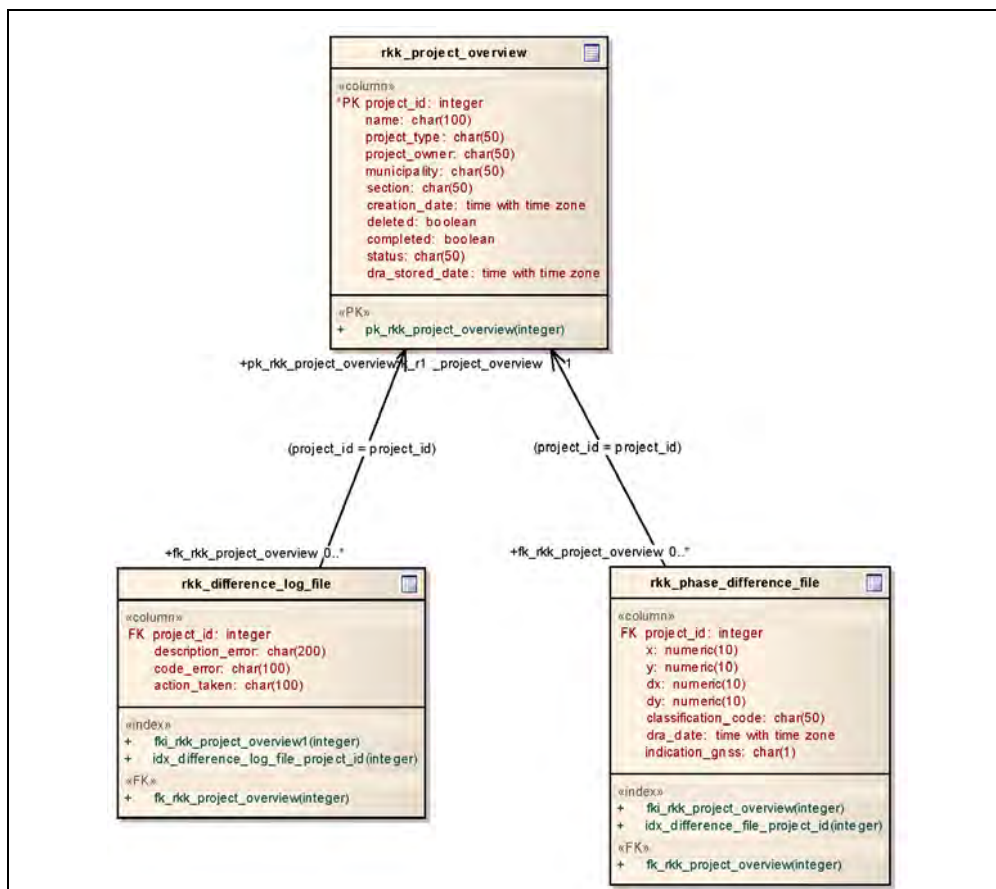 rkk_project_overview
«column»
*PK project_id: integer
name: char(100)
project_type: char(50)
project_owner: char(50)
municipality: char(50)
section: char(50)
creation_date: time with time zone
deleted: boolean
completed: boolean
status: char(50)
dra_stored_date: time with time zone
«PK»
+ pk_rkk_project_overview(integer)
+pk_rkk_project_overview _project_overview
(project_id = project_id) (project_id = project_id)
+fk_rkk_project_overview 0..* +fk_rkk_project_overview 0..*
rkk_difference_log_file
«column»
FK project_id: integer
description_error: char(200)
code_error: char(100)
action_taken: char(100)
«index»
+ fki_rkk_project_overview1(integer)
+ idx_difference_log_file_project_id(integer)
«FK»
+ fk_rkk_project_overview(integer)
rkk_phase_difference_file
«column»
FK project_id: integer
x: numeric(10)
y: numeric(10)
dx: numeric(10)
dy: numeric(10)
classification_code: char(50)
dra_date: time with time zone
indication_gnss: char(1)
«index»
+ fki_rkk_project_overview(integer)
+ idx_difference_file_project_id(integer)
«FK»
+ fk_rkk_project_overview(integer)